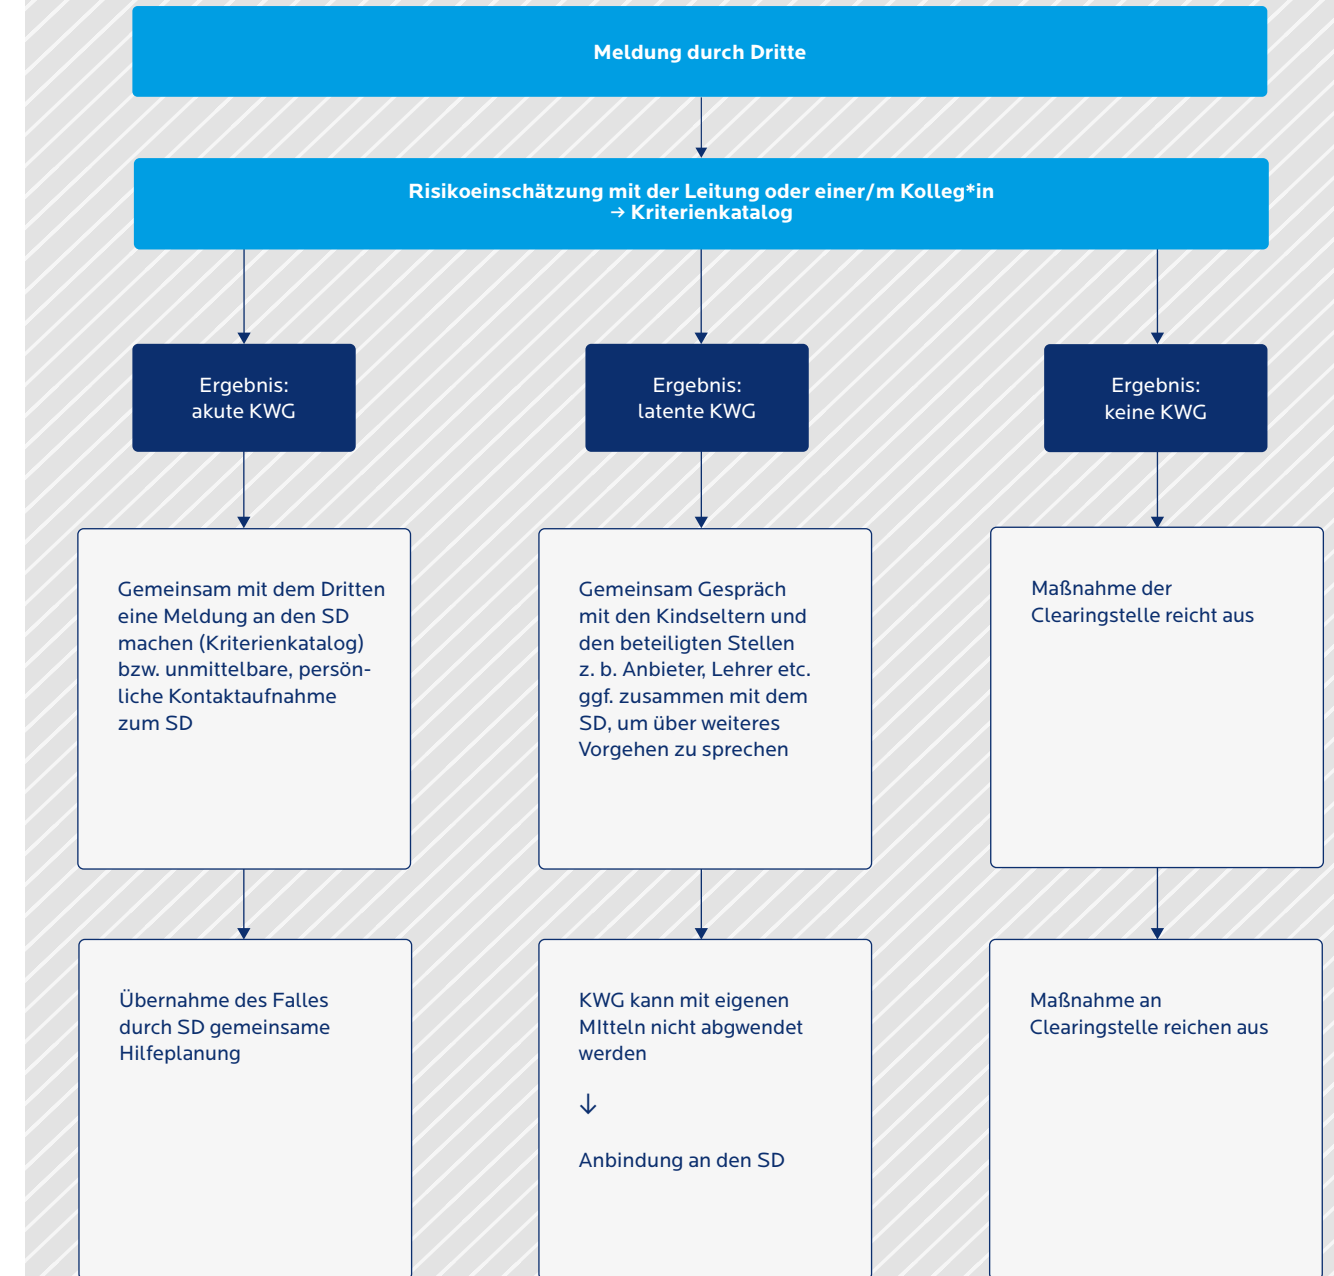 Meldung durch Dritte
Risikoeinschätzung mit der Leitung oder einer/m Kolleg*in
→ Kriterienkatalog
Ergebnis:
akute KWG
Ergebnis:
latente KWG
Ergebnis:
keine KWG
Gemeinsam mit dem Dritten
eine Meldung an den SD
machen (Kriterienkatalog)
bzw. unmittelbare, persön-
liche Kontaktaufnahme
zum SD
Gemeinsam Gespräch
mit den Kindseltern und
den beteiligten Stellen
z. b. Anbieter, Lehrer etc.
ggf. zusammen mit dem
SD, um über weiteres
Vorgehen zu sprechen
Maßnahme der
Clearingstelle reicht aus
Übernahme des Falles
durch SD gemeinsame
Hilfeplanung
KWG kann mit eigenen
MItteln nicht abgwendet
werden
↓
Anbindung an den SD
Maßnahme an
Clearingstelle reichen aus